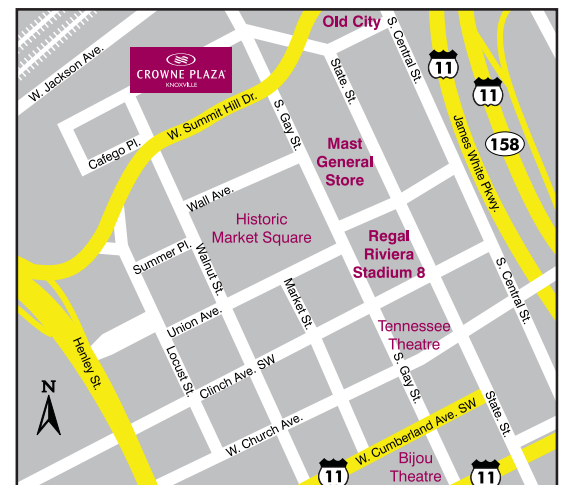 Old City
S. Central St.
W. Jackson Ave.
CROWNE PLAZA
KNOXVILLE
State. St.
11
11
W. Summit Hill Dr.
S. Gay St.
158
Cafego Pl.
Mast
General
Store
James White Pkwy.
Wall Ave.
Historic
Market Square
Regal
Riviera
Stadium 8
Summer Pl.
Walnut St.
Market St.
S. Central St.
Union Ave.
Tennessee
Theatre
Henley St.
Locust St.
Clinch Ave. SW
S. Gay St.
N
State. St.
W. Church Ave.
W. Cumberland Ave. SW
Bijou
Theatre
11
11